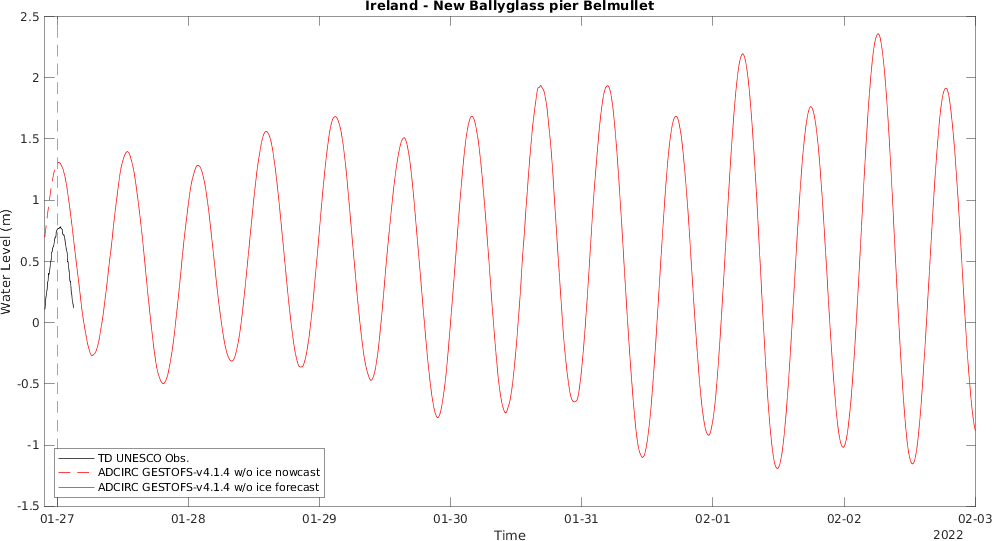 Ireland - New Ballyglass pier Belmullet
2.5
2
1.5
1
0.5
0
-0.5
-1
-1.5
Water Level (m)
TD UNESCO Obs.
ADCIRC GESTOFS-v4.1.4 w/o ice nowcast
ADCIRC GESTOFS-v4.1.4 w/o ice forecast
01-27 01-28 01-29 01-30 01-31 02-01 02-02 02-03
Time
2022